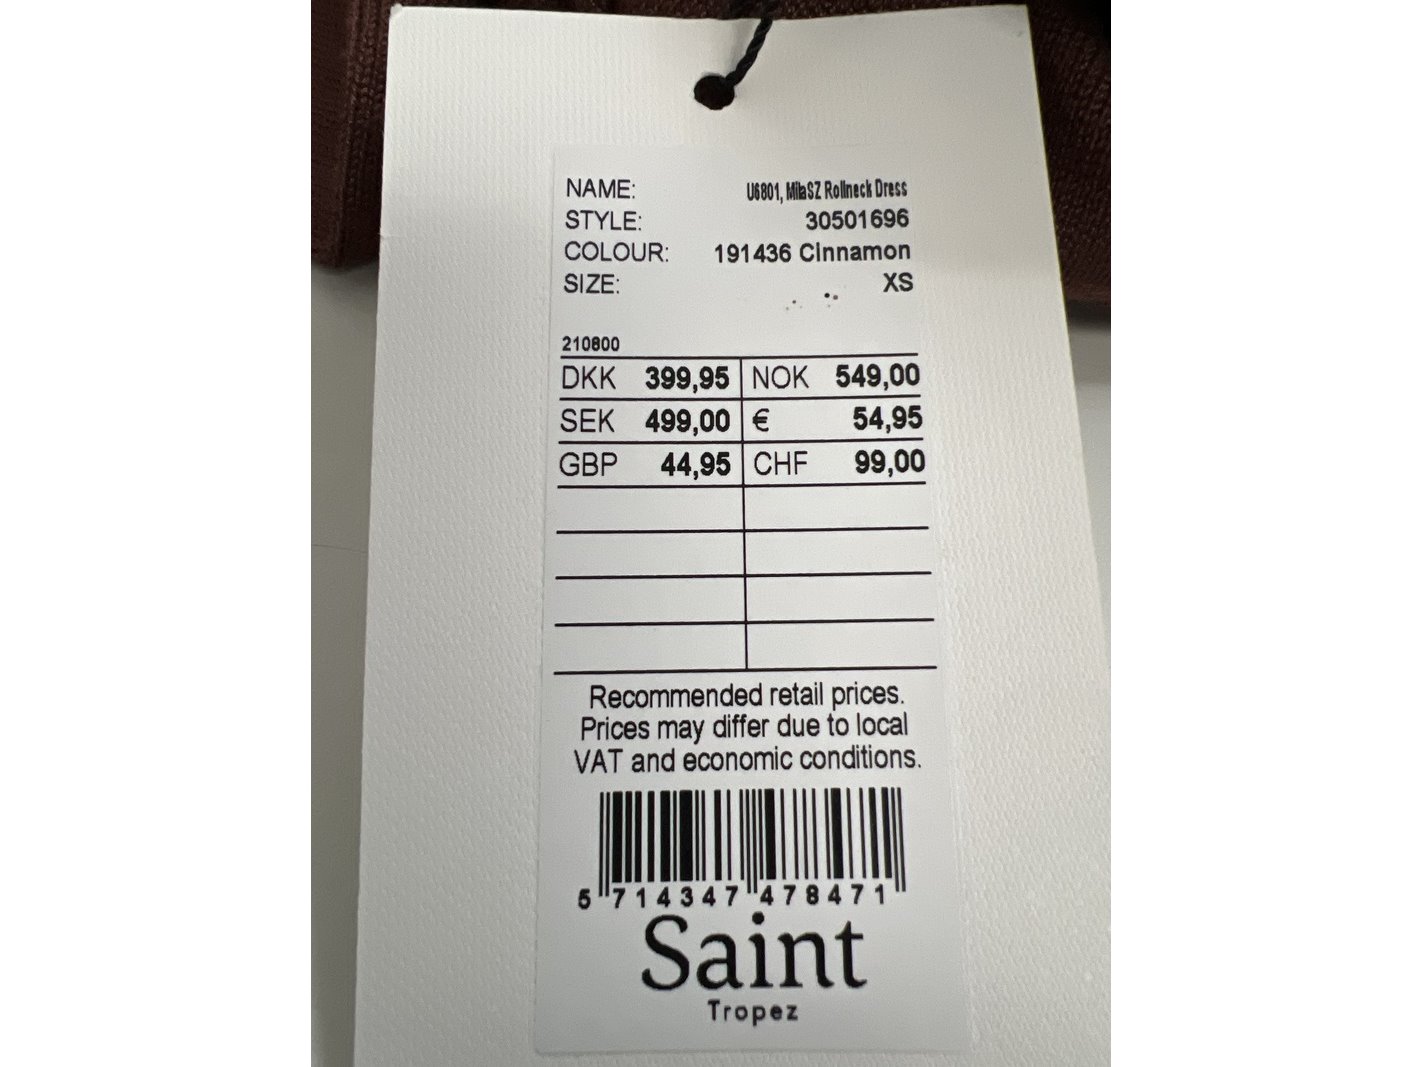 NAME: U6801, MilaSZ Rollneck Dress
STYLE: 30501696
COLOUR: 191436 Cinnamon
SIZE: XS
210800
DKK 399,95 NOK 549,00
SEK 499,00 € 54,95
GBP 44,95 CHF 99,00
Recommended retail prices.
Prices may differ due to local
VAT and economic conditions.
5 714347 478471
Saint
Tropez